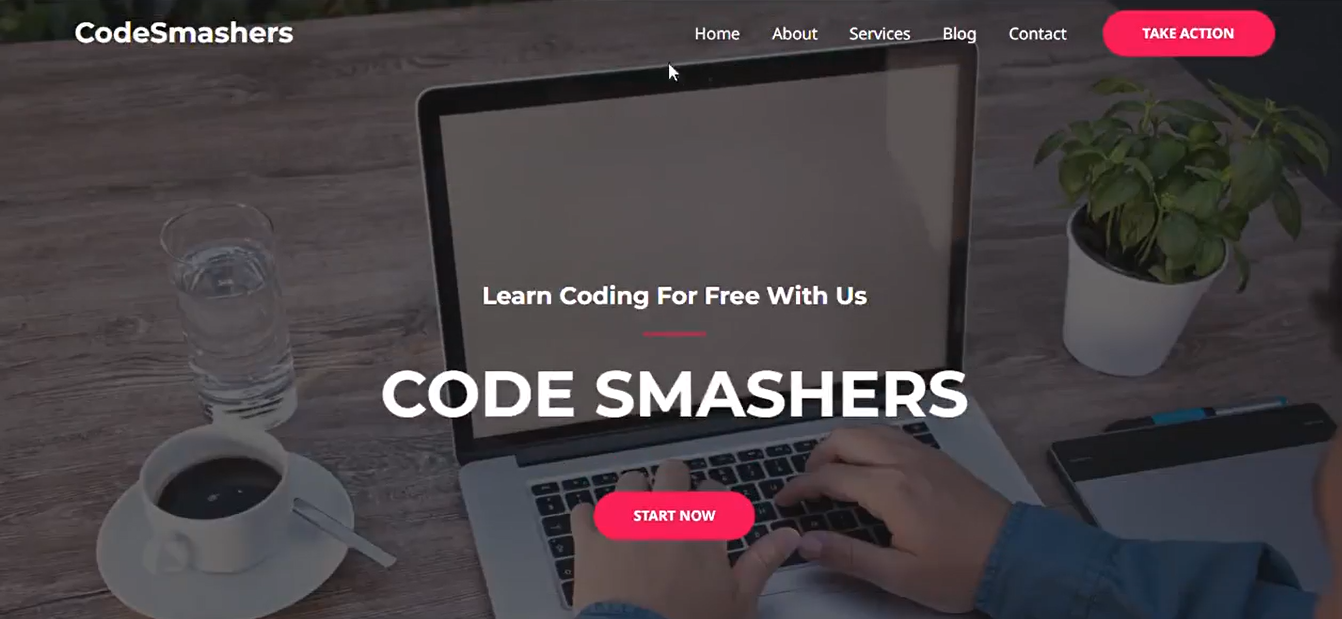 CodeSmashers
Home About Services Blog Contact TAKE ACTION
Learn Coding For Free With Us
CODE SMASHERS
START NOW